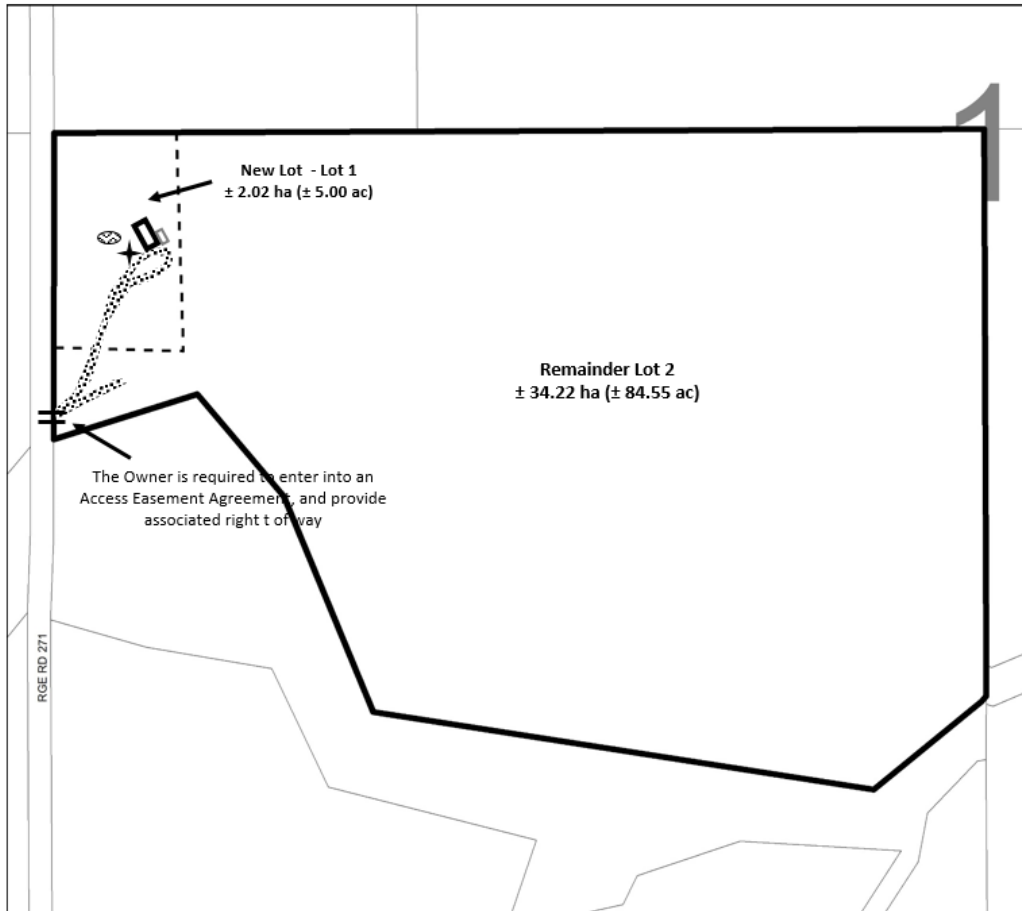 1
New Lot - Lot 1
± 2.02 ha (± 5.00 ac)
Remainder Lot 2
± 34.22 ha (± 84.55 ac)
The Owner is required to enter into an
Access Easement Agreement, and provide
associated right t of way
RGE RD 271